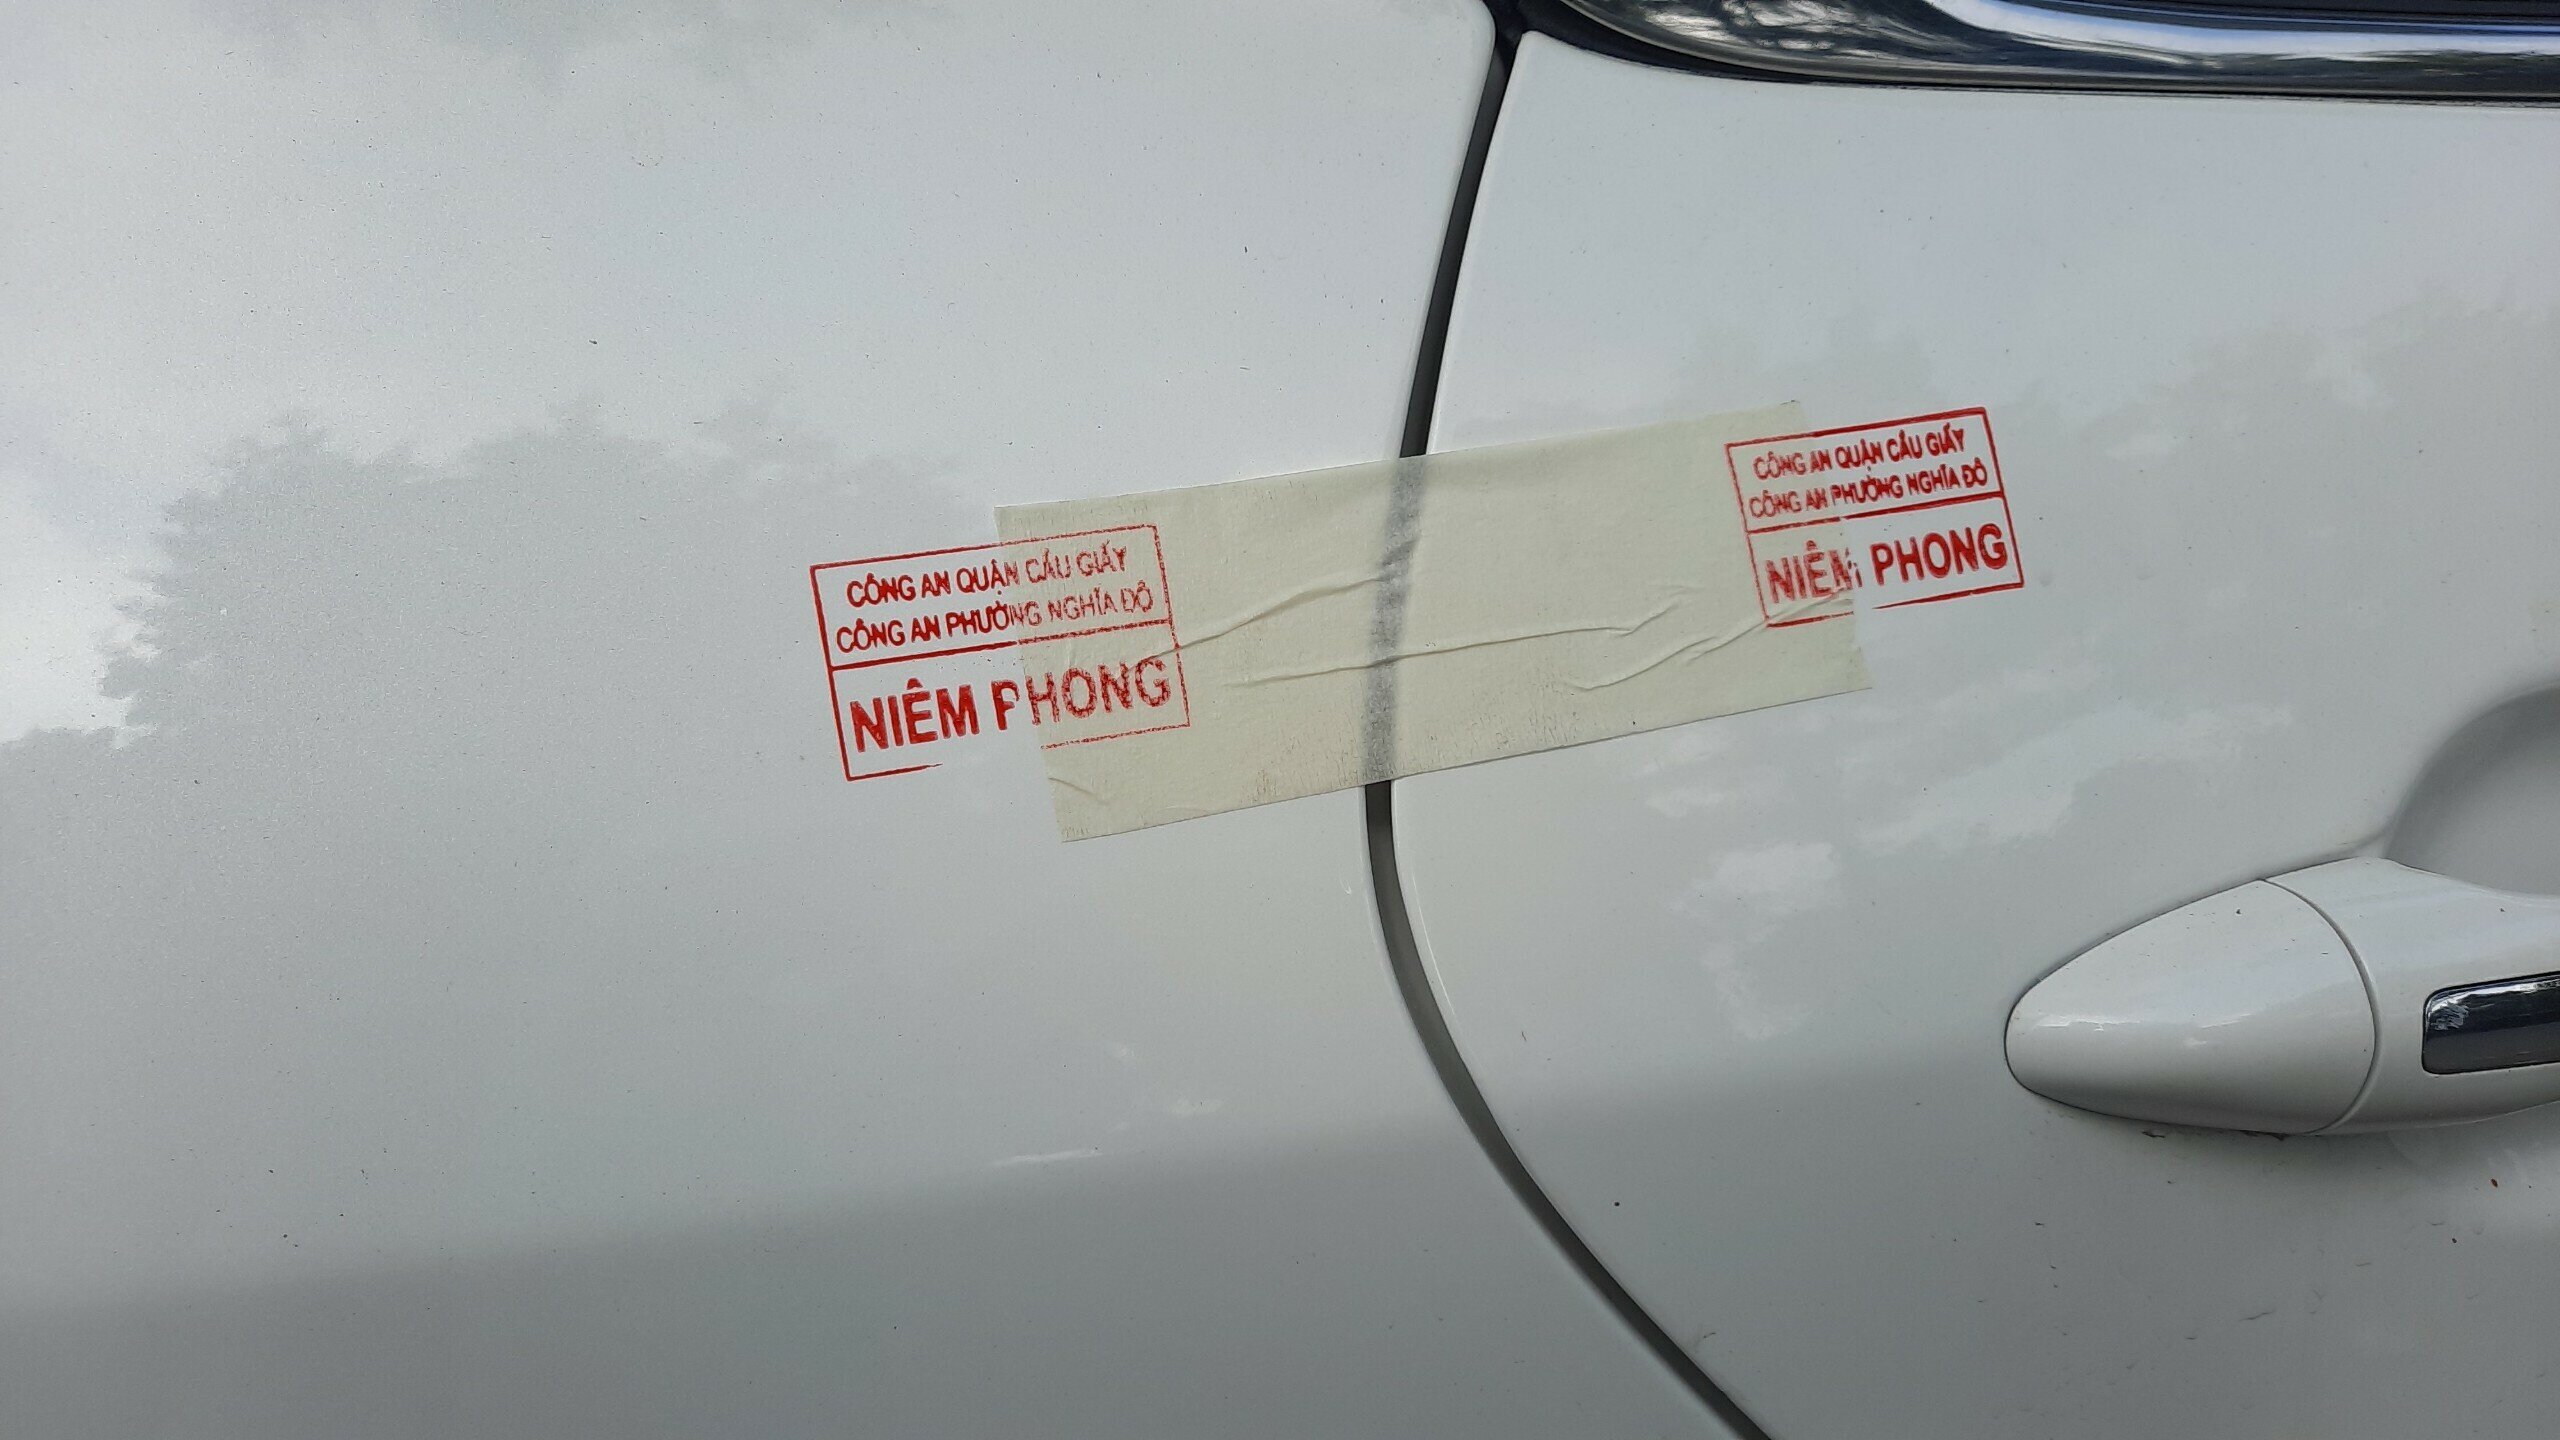 CÔNG AN QUẬN CẦU GIẤY
CÔNG AN PHƯỜNG NGHĨA ĐÔ
NIÊM PHONG
CÔNG AN QUẬN CẦU GIẤY
CÔNG AN PHƯỜNG NGHĨA ĐÔ
NIÊM PHONG